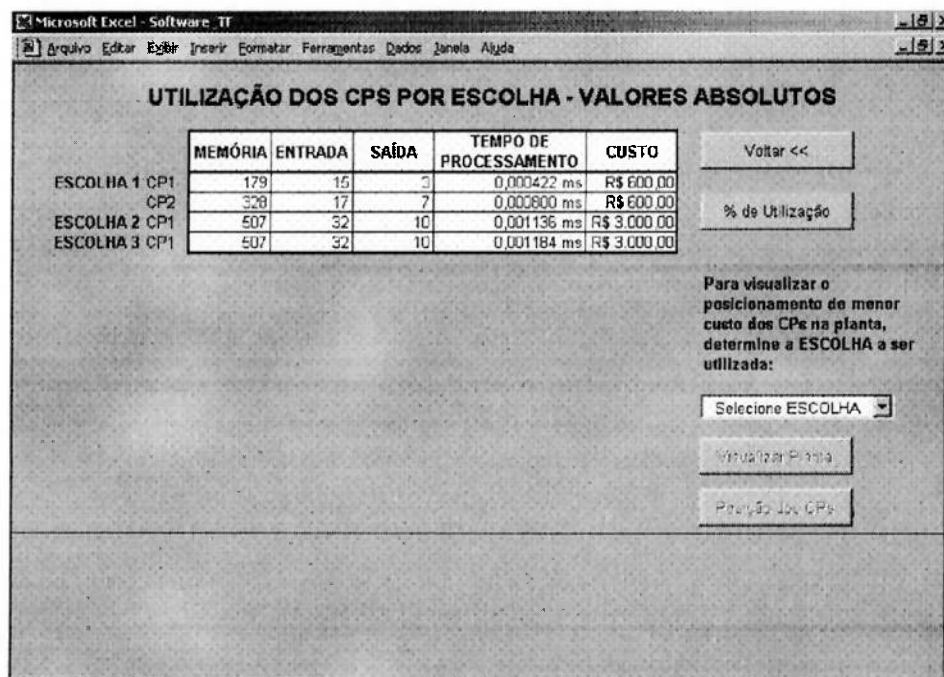 Microsoft Excel - Software_TF
Arquivo Editar Exibir Inserir Formatar Ferramentas Dados Janela Ajuda
UTILIZAÇÃO DOS CPS POR ESCOLHA - VALORES ABSOLUTOS
MEMÓRIA ENTRADA SAÍDA TEMPO DE PROCESSAMENTO CUSTO
ESCOLHA 1 CP1 179 15 3 0,000422 ms R$ 600,00
CP2 328 17 7 0,000800 ms R$ 600,00
ESCOLHA 2 CP1 507 32 10 0,001136 ms R$ 3.000,00
ESCOLHA 3 CP1 507 32 10 0,001184 ms R$ 3.000,00
Voltar <<
% de Utilização
Para visualizar o
posicionamento de menor
custo dos CPs na planta,
determine a ESCOLHA a ser
utilizada:
Selecione ESCOLHA
Visualizar Planta
Posição dos CPs